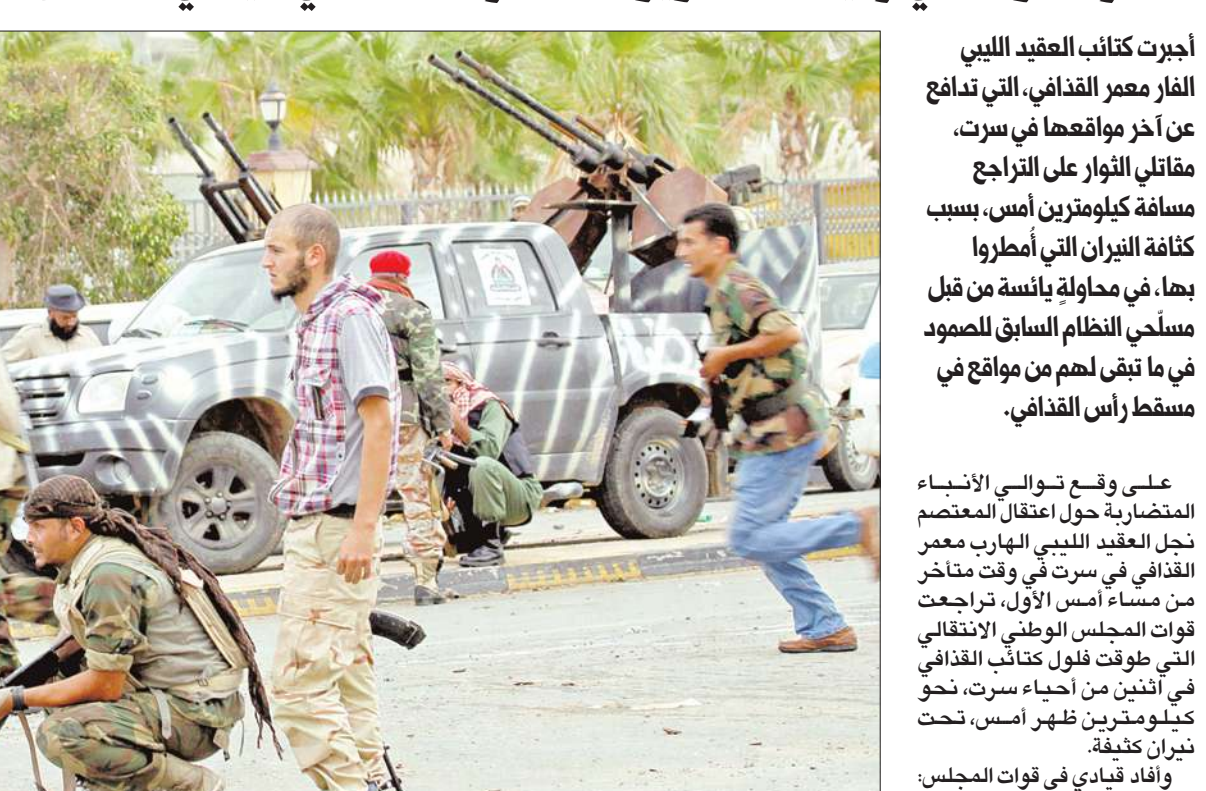 أجبرت كتائب العقيد الليبي
الفار معمر القذافي، التي تدافع
عن آخر مواقعها في سرت،
مقاتلي الثوار على التراجع
مسافة كيلومترين أمس، بسبب
كثافة النيران التي أُمطروا
بها، في محاولةٍ يائسة من قبل
مسلّحي النظام السابق للصمود
في ما تبقى لهم من مواقع في
مسقط رأس القذافي.
على وقع توالي الأنباء
المتضاربة حول اعتقال المعتصم
نجل العقيد الليبي الهارب معمر
القذافي في سرت في وقت متأخر
من مساء أمس الأول، تراجعت
قوات المجلس الوطني الانتقالي
التي طوقت فلول كتائب القذافي
في اثنين من أحياء سرت، نحو
كيلومترين ظهر أمس، تحت
نيران كثيفة.
وأفاد قيادي في قوات المجلس: